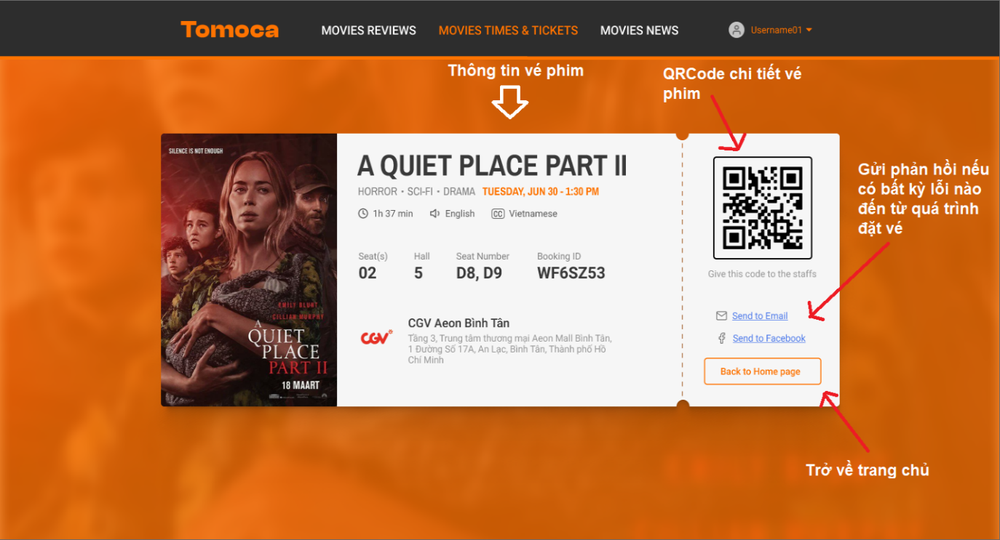 Tomoca
MOVIES REVIEWS
MOVIES TIMES & TICKETS
MOVIES NEWS
Username01
Thông tin vé phim
QRCode chi tiết vé
phim
SILENCE IS NOT ENOUGH
EMILY BLUNT
CILLIAN MURPHY
A
QUIET
PLACE
PART II
18 MAART
A QUIET PLACE PART II
HORROR • SCI-FI • DRAMA TUESDAY, JUN 30 - 1:30 PM
1h 37 min
English
CC Vietnamese
Seat(s)
02
Hall
5
Seat Number
D8, D9
Booking ID
WF6SZ53
CGV
CGV Aeon Bình Tân
Tầng 3, Trung tâm thương mại Aeon Mall Bình Tân,
1 Đường Số 17A, An Lạc, Bình Tân, Thành phố Hồ
Chí Minh
Give this code to the staffs
Send to Email
Send to Facebook
Back to Home page
Gửi phản hồi nếu
có bất kỳ lỗi nào
đến từ quá trình
đặt vé
Trở về trang chủ